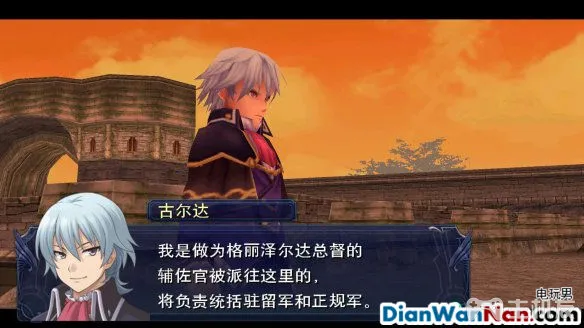 古尔达
我是做为格丽泽尔达总督的
辅佐官被派往这里的,
将负责统括驻留军和正规军。
电玩男
DianWanNan.com